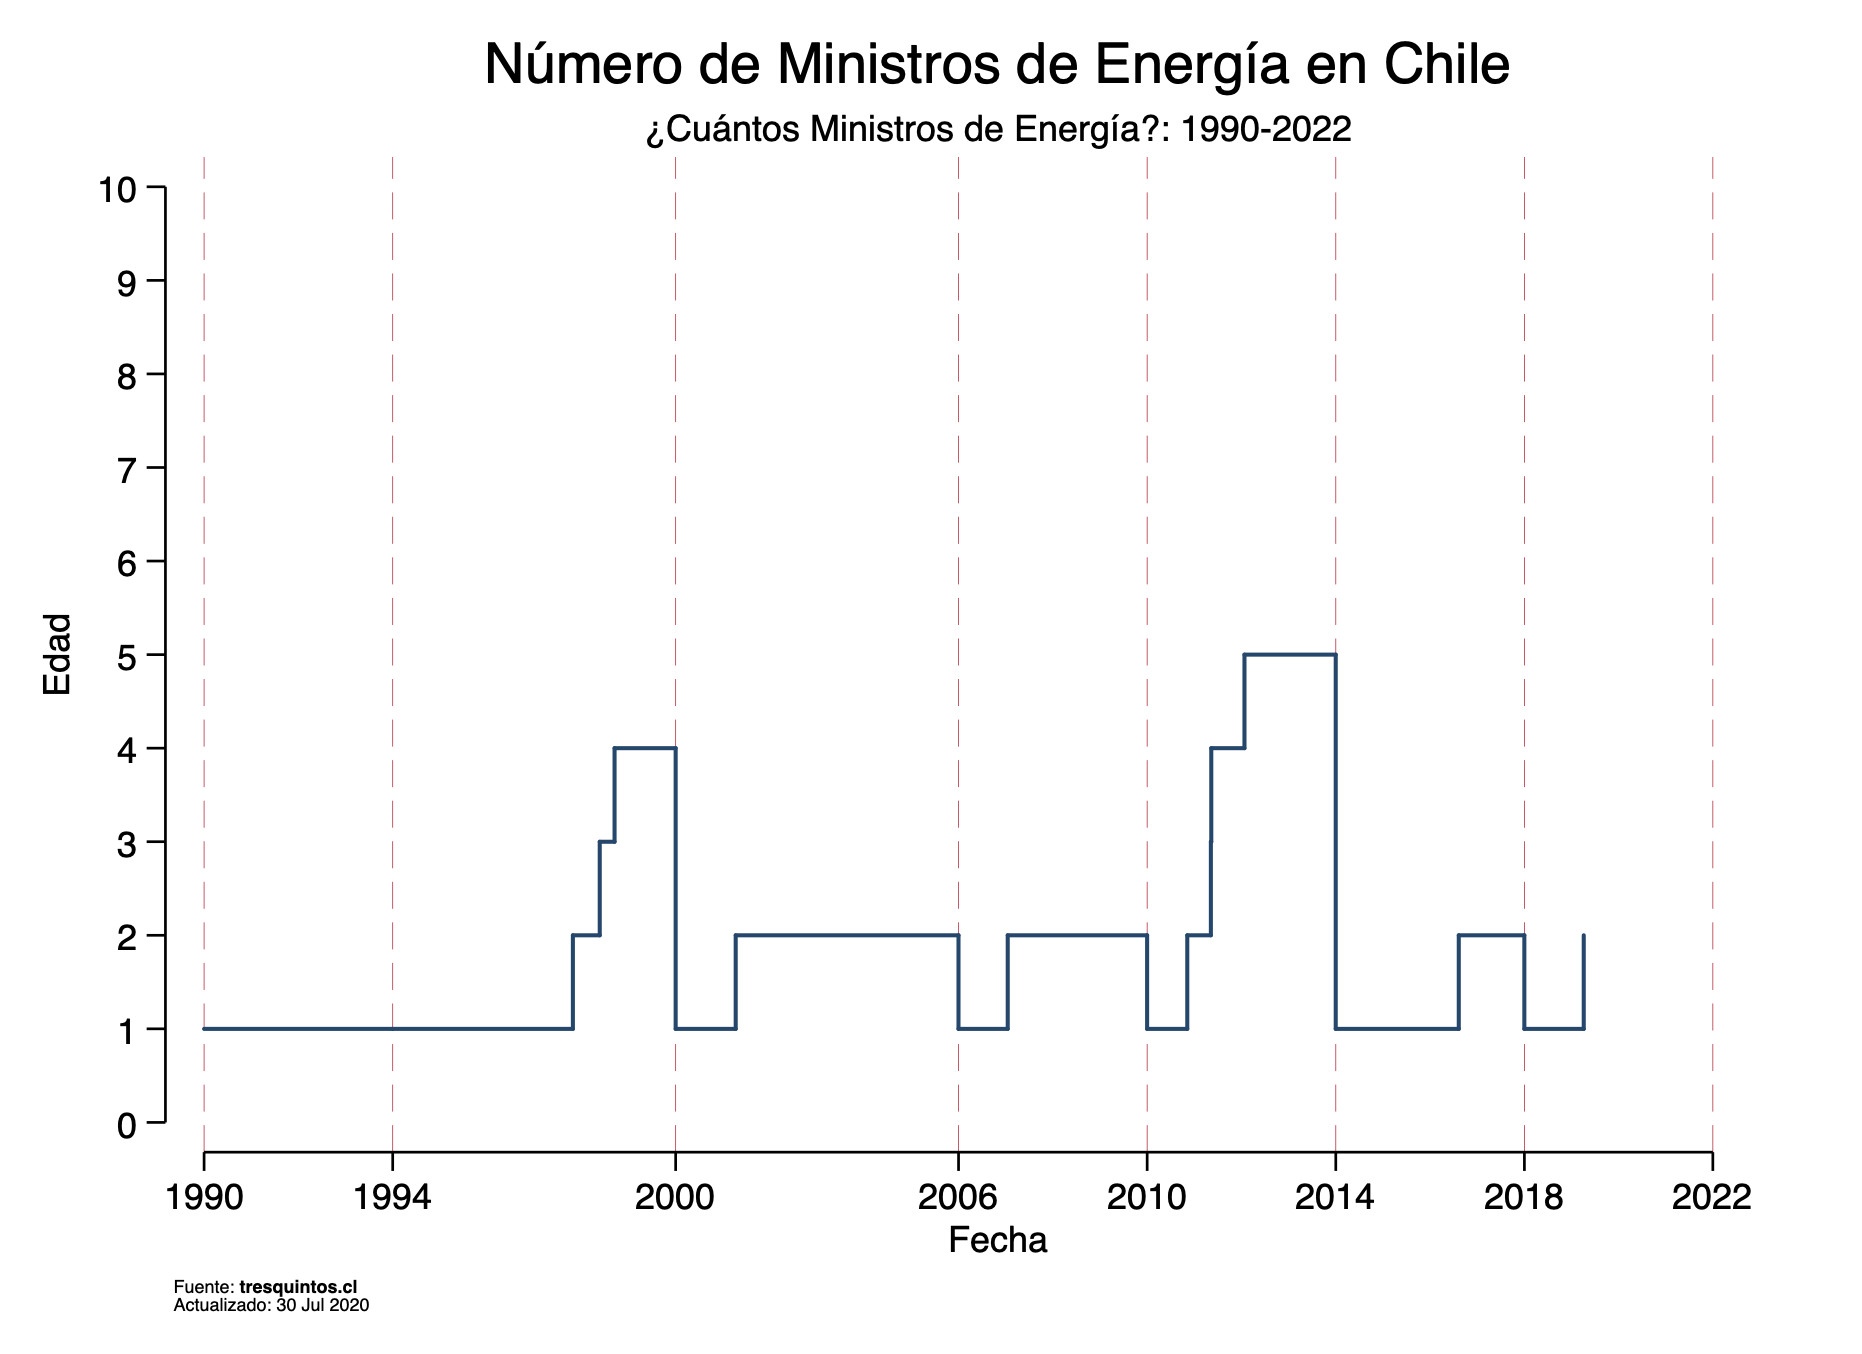 Número de Ministros de Energía en Chile
¿Cuántos Ministros de Energía?: 1990-2022
10
9
8
7
6
5
4
3
2
1
0
Edad
1990 1994 2000 2006 2010 2014 2018 2022
Fecha
Fuente: tresquintos.cl
Actualizado: 30 Jul 2020